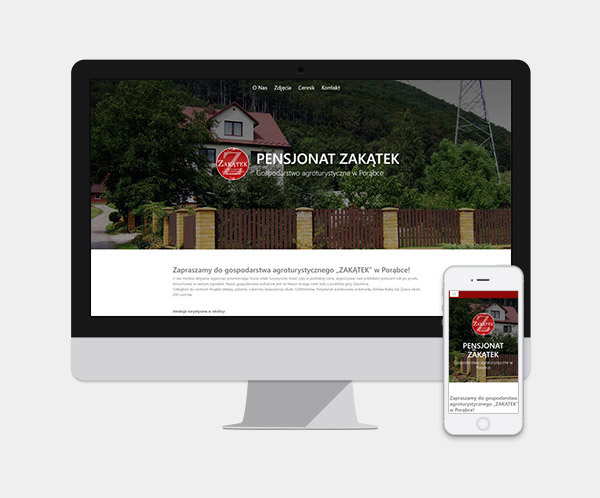 O Nas Zdjęcia Cennik Kontakt
ZAKĄTEK
PENSJONAT ZAKĄTEK
Gospodarstwo agroturystyczne w Porąbce
Zapraszamy do gospodarstwa agroturystycznego „ZAKĄTEK” w Porąbce!
Atrakcje turystyczne w okolicy:
ZAKĄTEK
PENSJONAT
ZAKĄTEK
Gospodarstwo agroturystyczne w
Porąbce
Zapraszamy do gospodarstwa
agroturystycznego „ZAKĄTEK”
w Porąbce!